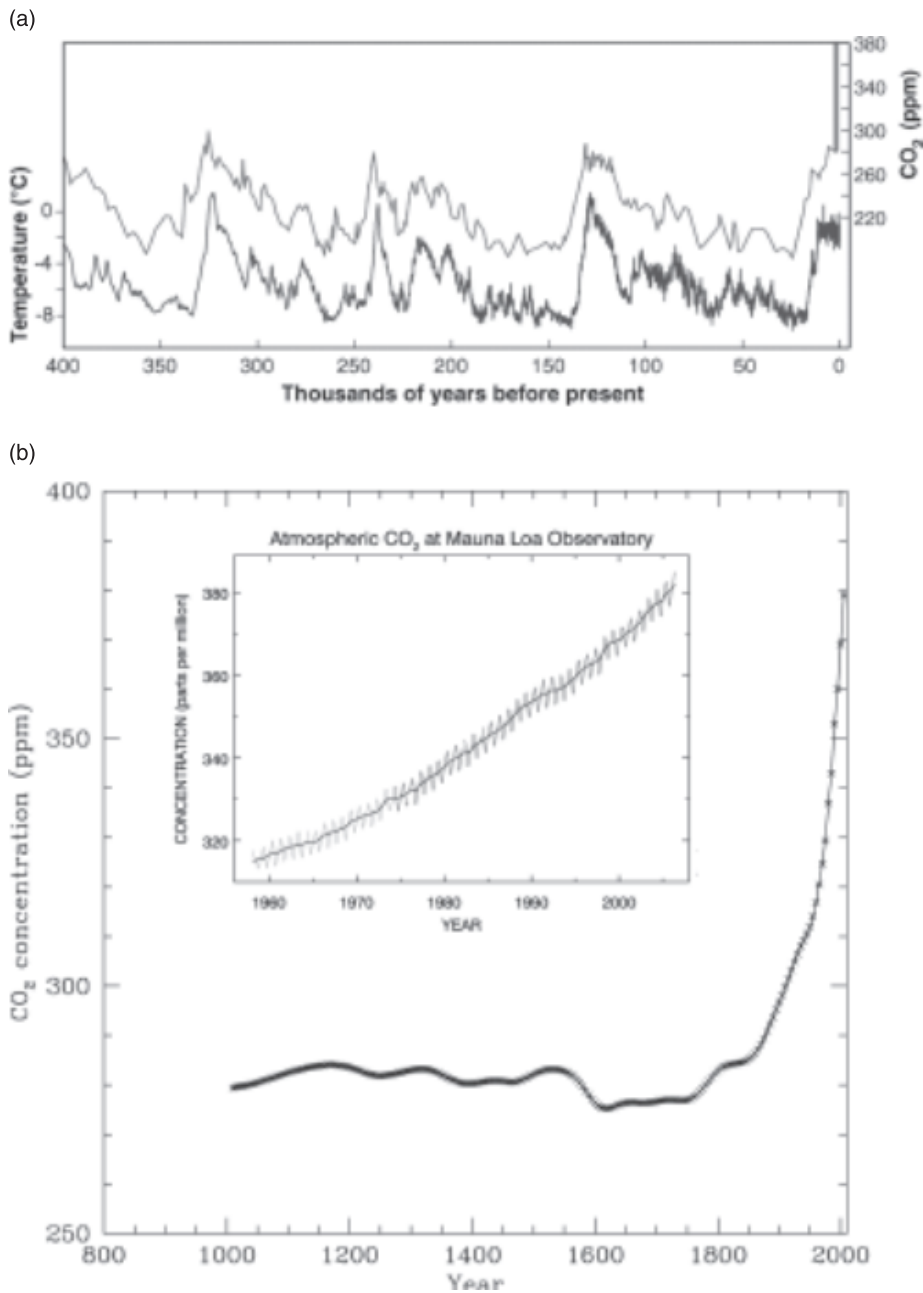 (a)
380
340
300
260
220
CO₂ (ppm)
Temperature (°C)
0
-4
-8
400 350 300 250 200 150 100 50 0
Thousands of years before present
(b)
400
350
300
250
CO₂ concentration (ppm)
Atmospheric CO₂ at Mauna Loa Observatory
380
360
340
320
CONCENTRATION (parts per million)
1960 1970 1980 1990 2000
YEAR
800 1000 1200 1400 1600 1800 2000
Year